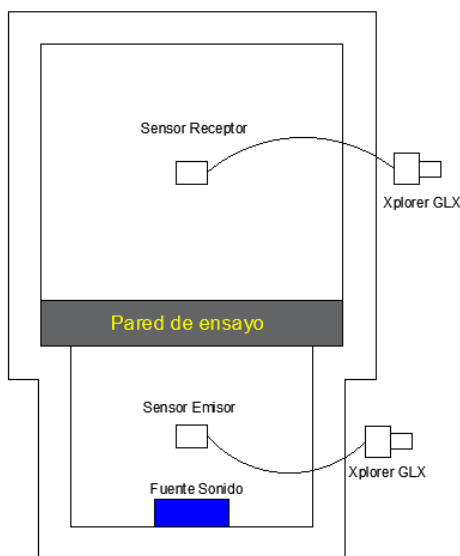 Sensor Receptor
Xplorer GLX
Pared de ensayo
Sensor Emisor
Xplorer GLX
Fuente Sonido